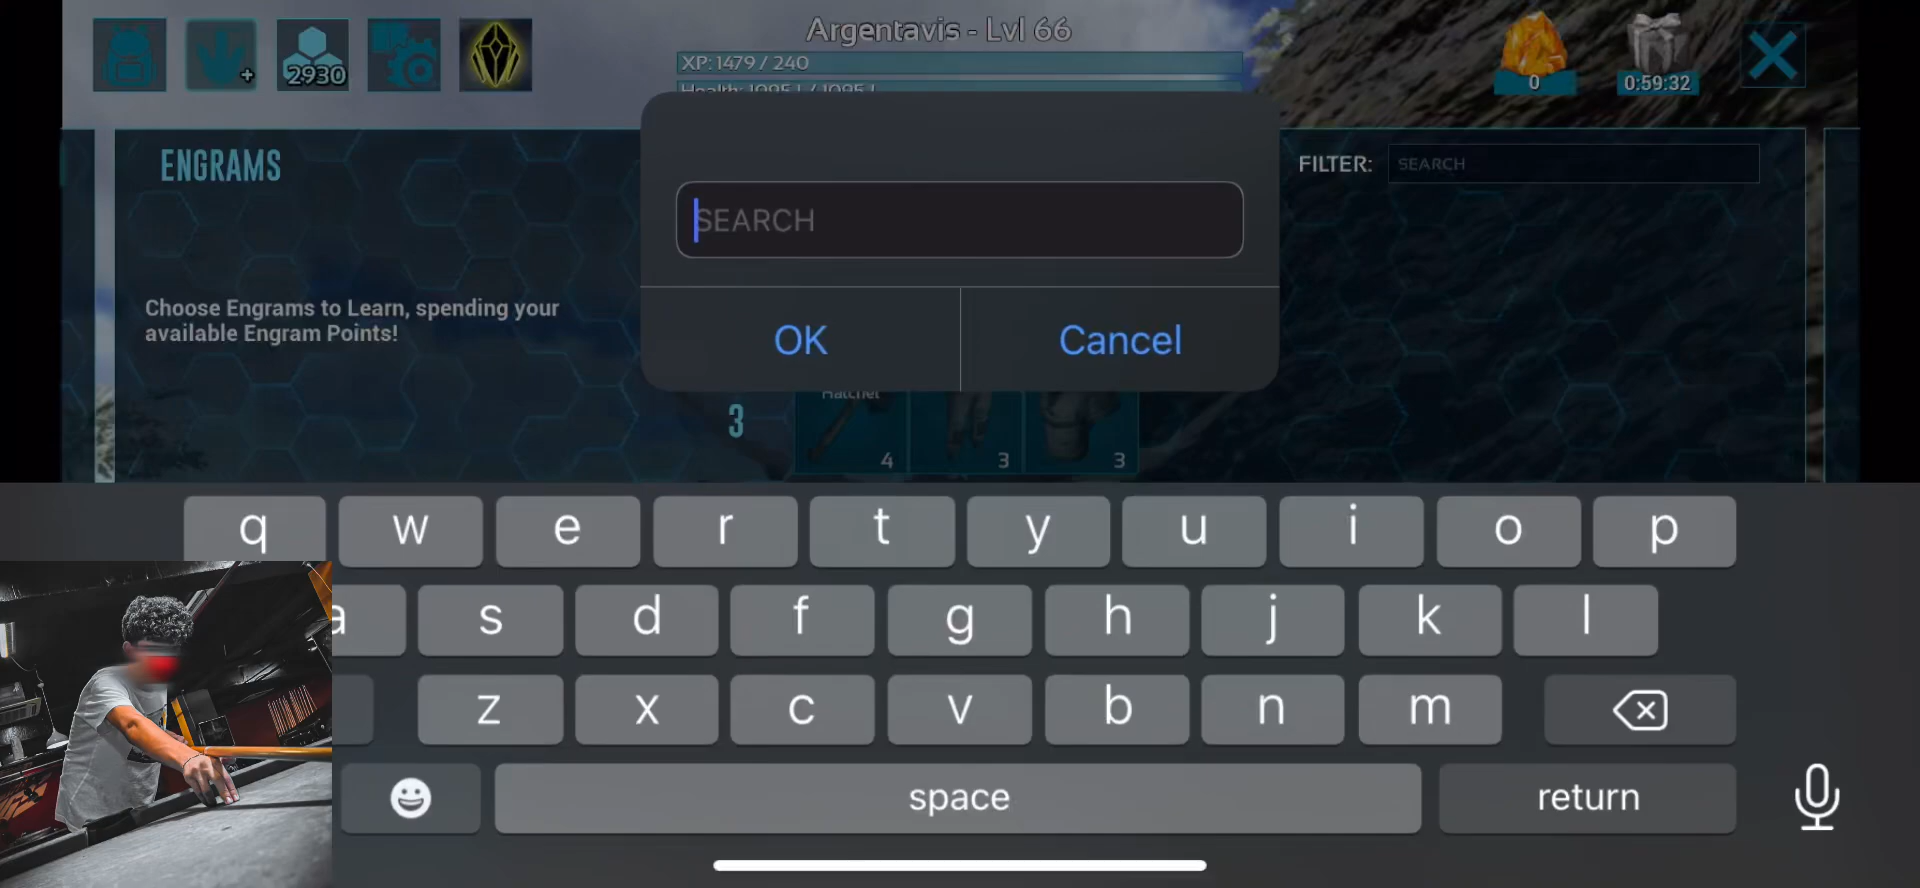 Argentavis - Lvl 66
2930
XP: 1479 / 240
0
0:59:32
ENGRAMS
FILTER:
SEARCH
SEARCH
Choose Engrams to Learn, spending your
available Engram Points!
OK
Cancel
Hatchet
3
4
3
3
q w e r t y u i o p
a s d f g h j k l
z x c v b n m
space
return